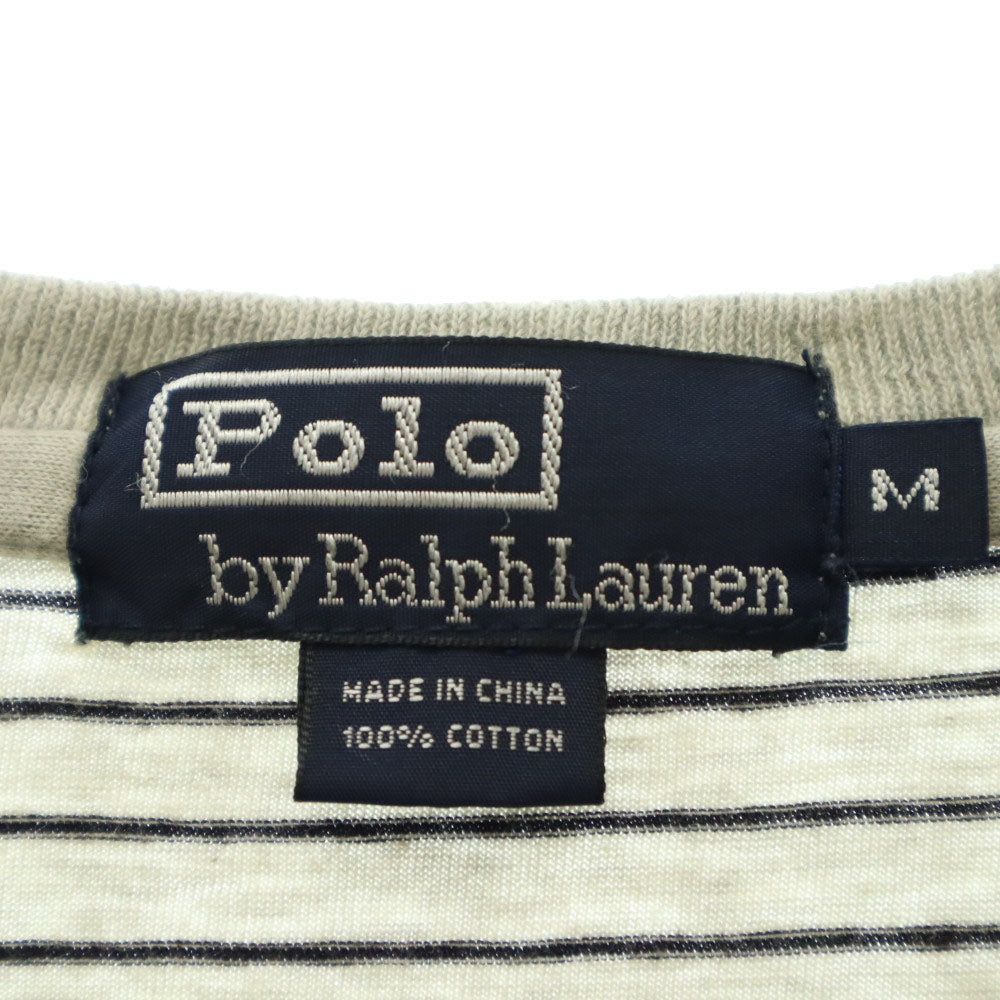 Polo
by Ralph Lauren
M
MADE IN CHINA
100% COTTON